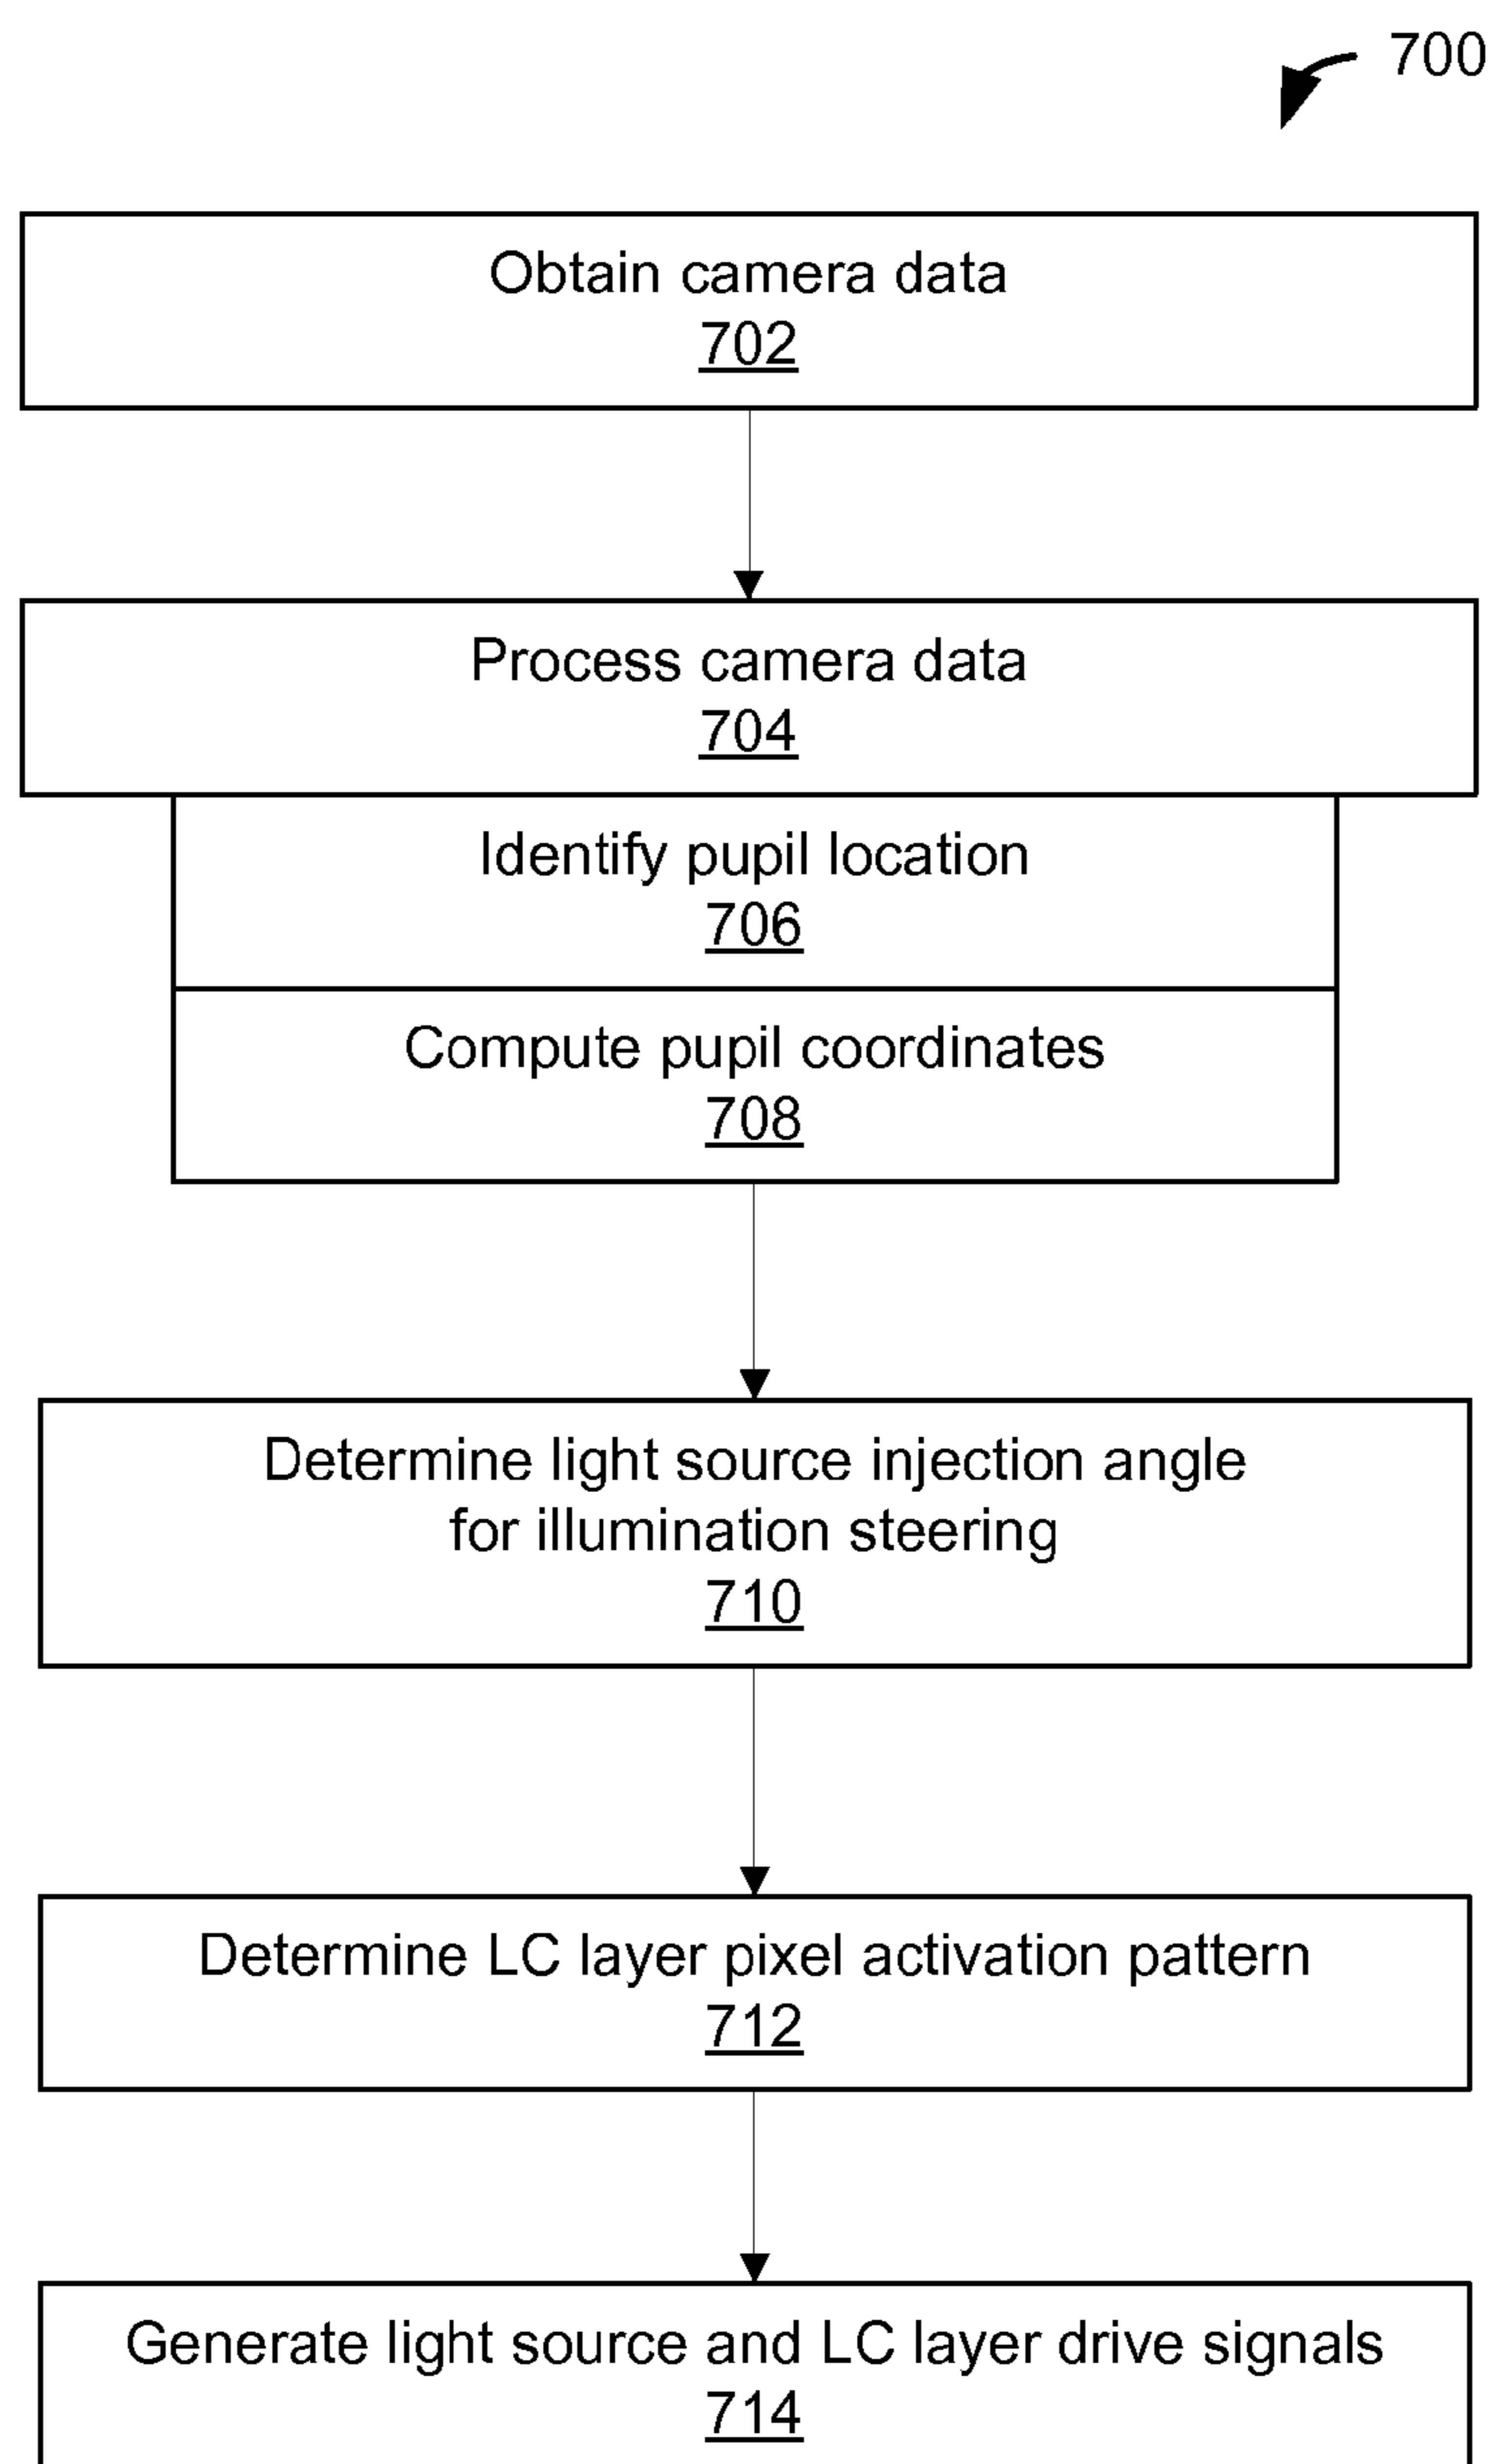 700
Obtain camera data
702
Process camera data
704
Identify pupil location
706
Compute pupil coordinates
708
Determine light source injection angle
for illumination steering
710
Determine LC layer pixel activation pattern
712
Generate light source and LC layer drive signals
714